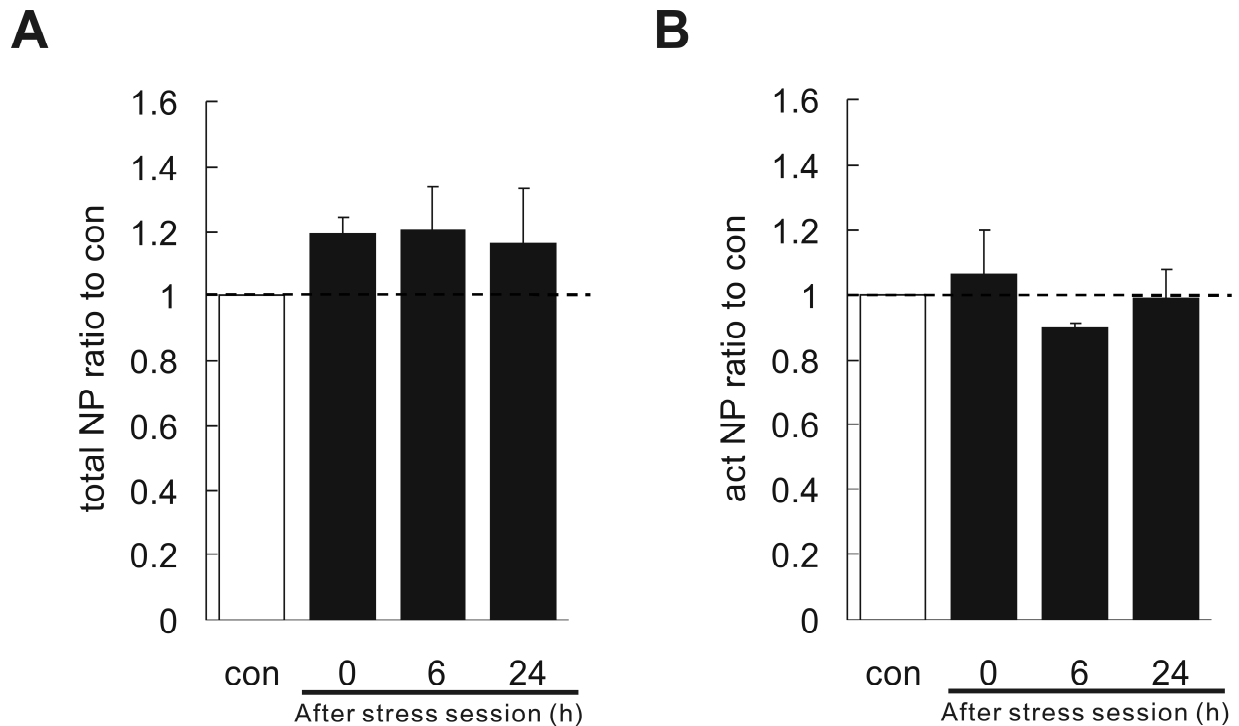 A
total NP ratio to con
1.6
1.4
1.2
1
0.8
0.6
0.4
0.2
0
con 0 6 24
After stress session (h)
B
act NP ratio to con
1.6
1.4
1.2
1
0.8
0.6
0.4
0.2
0
con 0 6 24
After stress session (h)